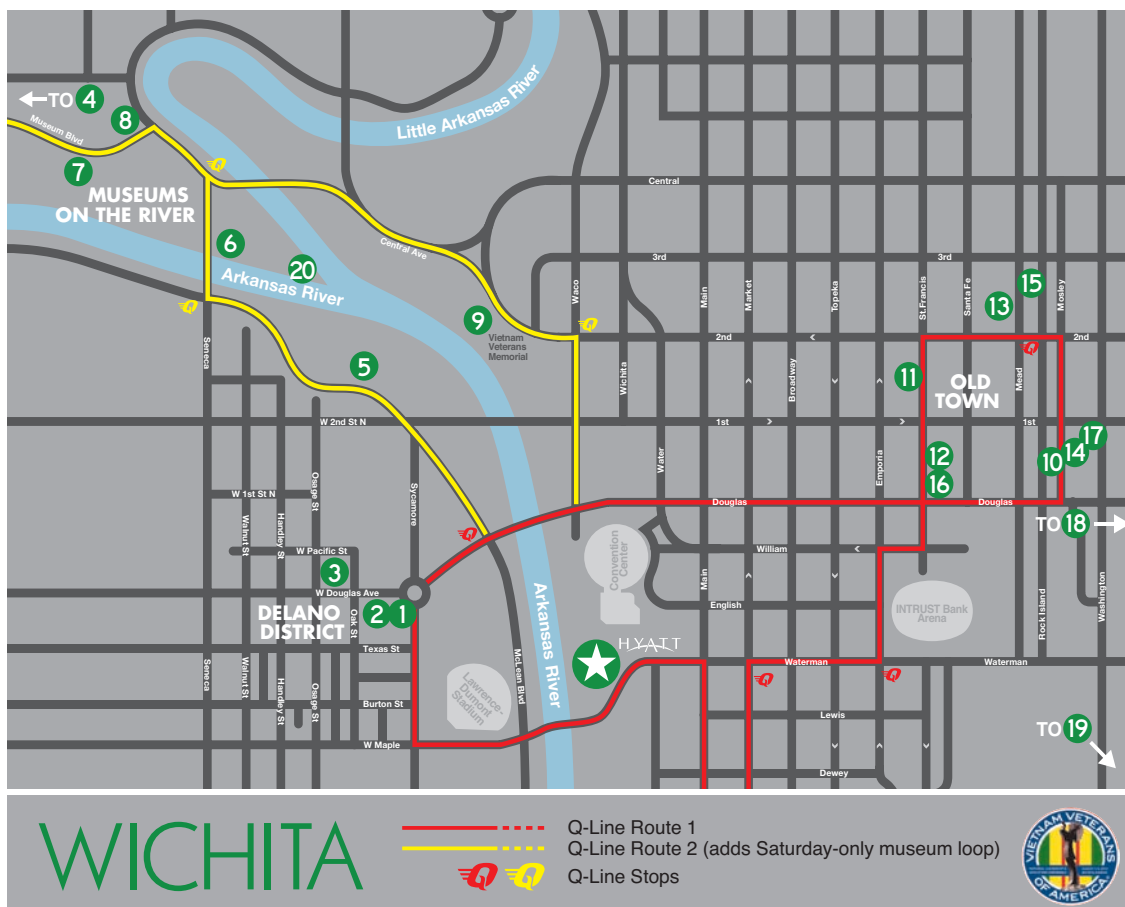 TO 4
8
Museum Blvd
7
MUSEUMS
ON THE RIVER
Little Arkansas River
Q
Central
6
20
Arkansas River
Central Ave
3rd
3rd
Q
9
Vietnam
Veterans
Memorial
Waco
Q
Main
Market
Topeka
St. Francis
Santa Fe
13
15
Mosley
2nd
2nd
Q
Seneca
5
Wichita
Broadway
11
OLD
TOWN
Mead
W 2nd St N
1st
1st
Water
Emporia
12
16
10
14
17
Osage St
Sycamore
W 1st St N
Walnut St
Handley St
Douglas
Douglas
Q
W Pacific St
3
W Douglas Ave
DELANO
DISTRICT
2
1
Oak St
Texas St
Convention
Center
William
Main
English
TO 18
INTRUST Bank
Arena
Rock Island
Washington
Arkansas River
HYATT
Waterman
Waterman
Q
Q
Seneca
Walnut St
Handley St
Osage St
Burton St
W Maple
Lawrence-
Dumont
Stadium
McLean Blvd
Lewis
Dewey
TO 19
WICHITA
Q-Line Route 1
Q-Line Route 2 (adds Saturday-only museum loop)
Q Q
Q-Line Stops
VIETNAM VETERANS
OF AMERICA